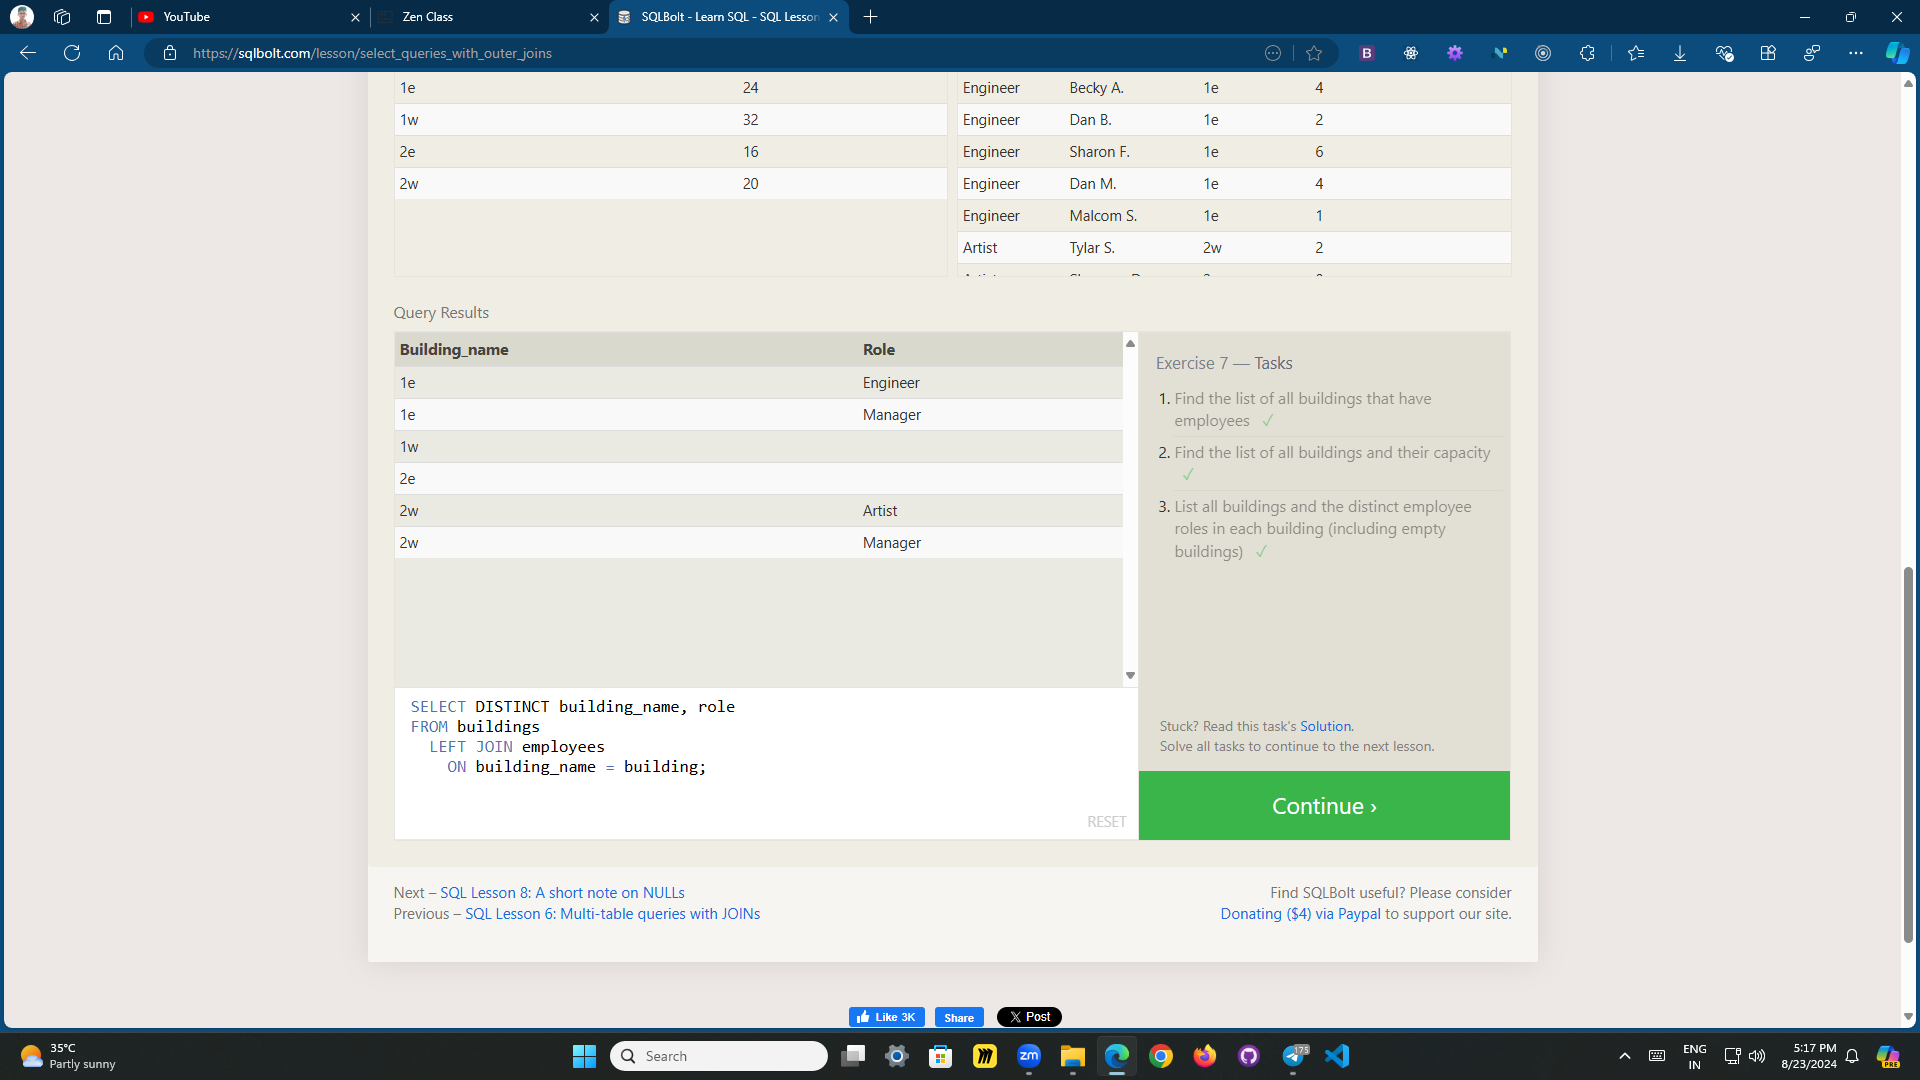 YouTube
Zen Class
SQLBolt - Learn SQL - SQL Lesson
https://sqlbolt.com/lesson/select_queries_with_outer_joins
1e 24
1w 32
2e 16
2w 20
Engineer Becky A. 1e 4
Engineer Dan B. 1e 2
Engineer Sharon F. 1e 6
Engineer Dan M. 1e 4
Engineer Malcom S. 1e 1
Artist Tylar S. 2w 2
Query Results
Building_name Role
1e Engineer
1e Manager
1w
2e
2w Artist
2w Manager
Exercise 7 — Tasks
1. Find the list of all buildings that have
employees ✓
2. Find the list of all buildings and their capacity
✓
3. List all buildings and the distinct employee
roles in each building (including empty
buildings) ✓
SELECT DISTINCT building_name, role
FROM buildings
LEFT JOIN employees
ON building_name = building;
RESET
Stuck? Read this task's Solution.
Solve all tasks to continue to the next lesson.
Continue ›
Next – SQL Lesson 8: A short note on NULLs
Previous – SQL Lesson 6: Multi-table queries with JOINs
Find SQLBolt useful? Please consider
Donating ($4) via Paypal to support our site.
Like 3K
Share
X Post
35°C
Partly sunny
Search
zm
175
ENG
IN
5:17 PM
8/23/2024
PRE